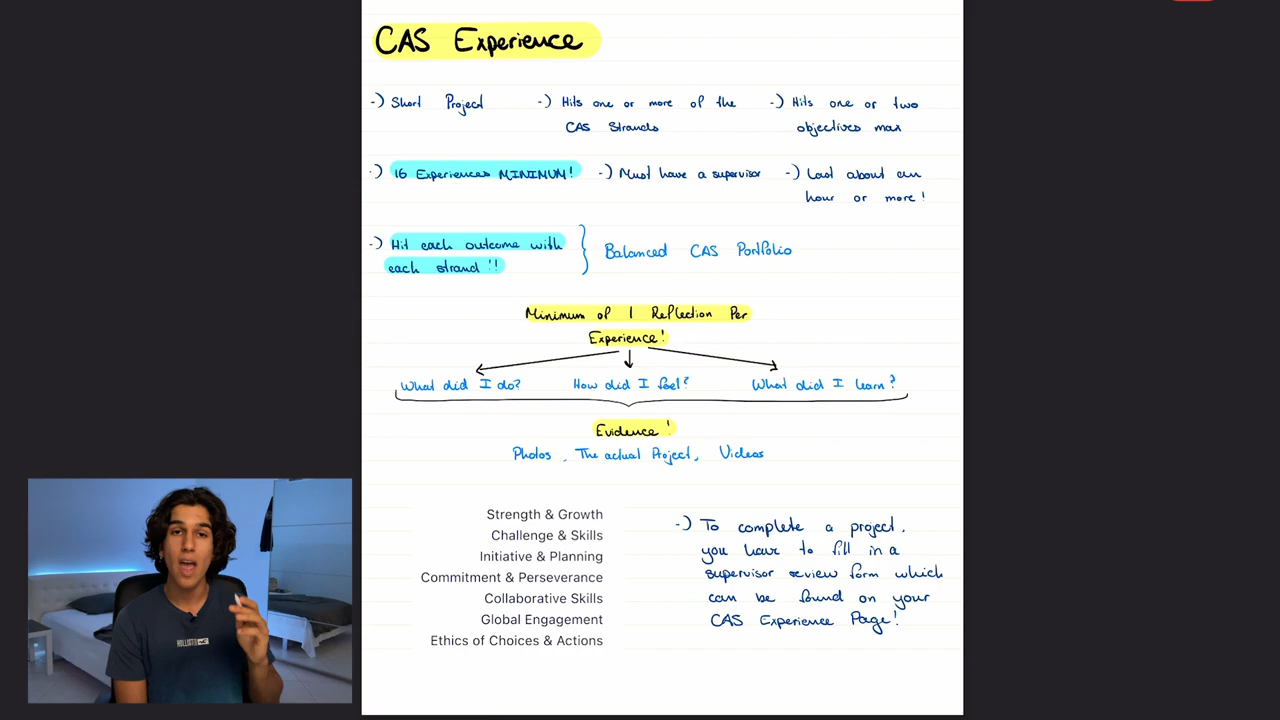 CAS Experience
-) Short Project
-) Hits one or more of the
CAS Strands
-) Hits one or two
objectives max
-) 16 Experiences MINIMUM!
-) Must have a supervisor
-) Last about an
hour or more!
-) Hit each outcome with
each strand!!
Balanced CAS Portfolio
Minimum of 1 Reflection Per
Experience!
What did I do?
How did I feel?
What did I learn?
Evidence!
Photos, The actual Project, Videos
Strength & Growth
Challenge & Skills
Initiative & Planning
Commitment & Perseverance
Collaborative Skills
Global Engagement
Ethics of Choices & Actions
-) To complete a project.
you have to fill in a
supervisor review form which
can be found on your
CAS Experience Page!
HOLLISTER